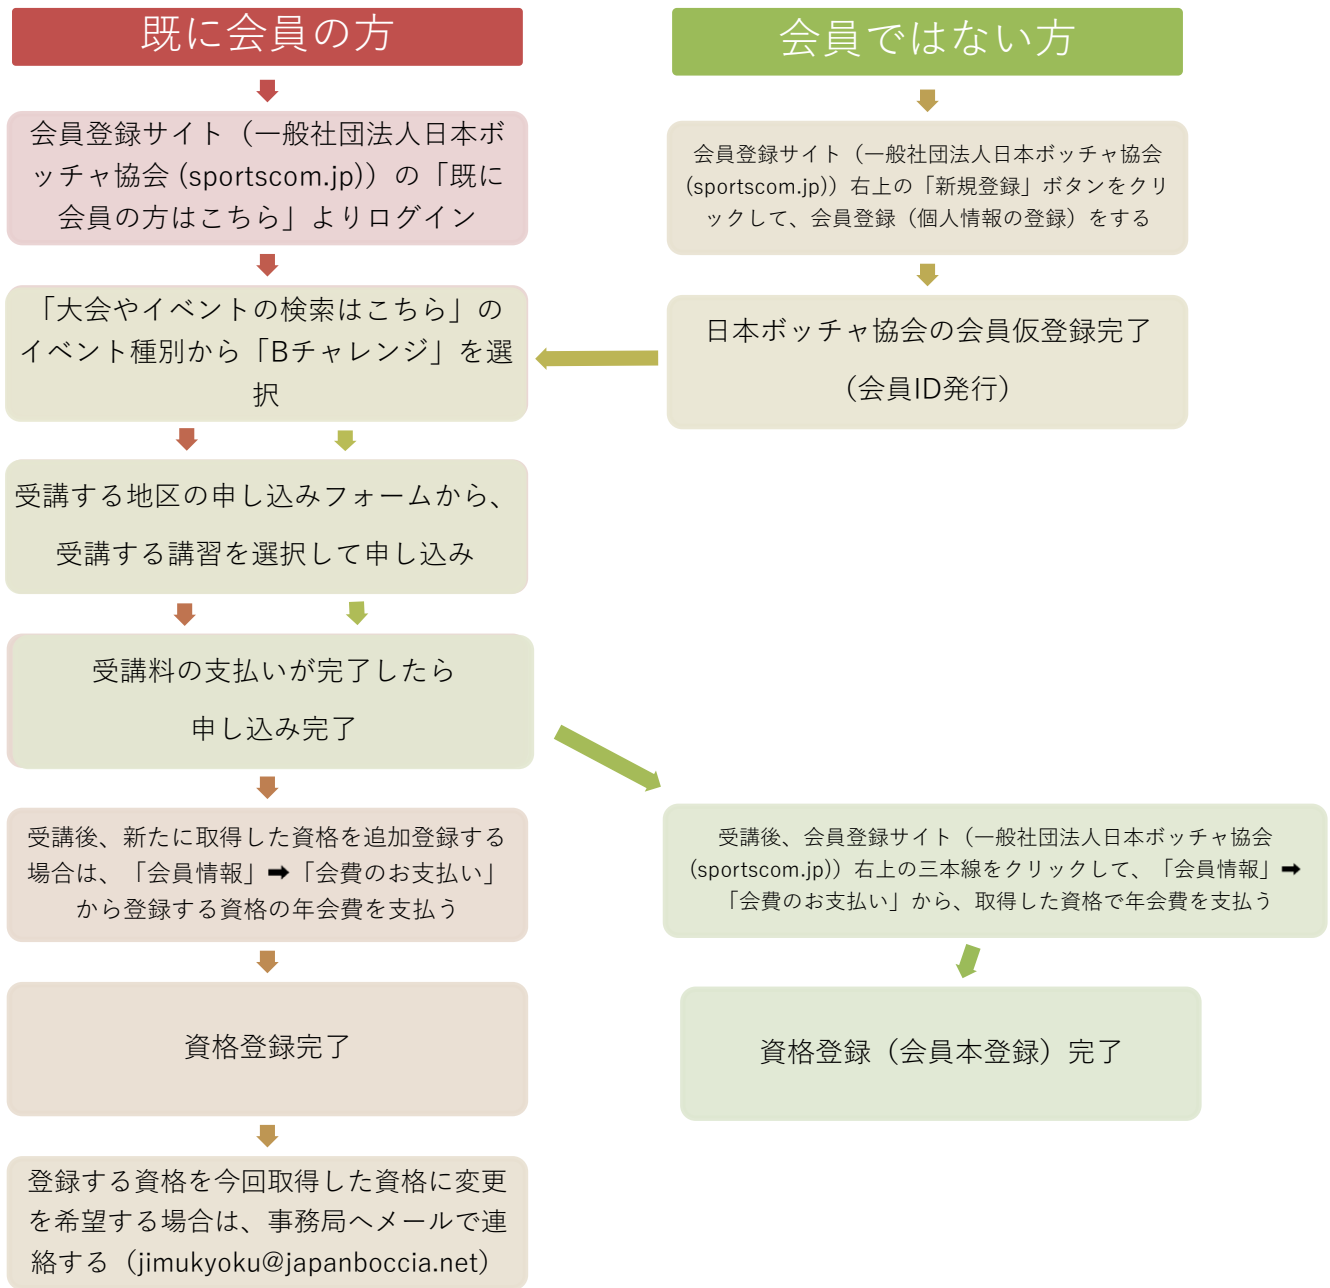 既に会員の方
会員登録サイト（一般社団法人日本ボ
ッチャ協会 (sportscom.jp)）の「既に
会員の方はこちら」よりログイン
「大会やイベントの検索はこちら」の
イベント種別から「Bチャレンジ」を選
択
受講する地区の申し込みフォームから、
受講する講習を選択して申し込み
受講料の支払いが完了したら
申し込み完了
受講後、新たに取得した資格を追加登録する
場合は、「会員情報」➡「会費のお支払い」
から登録する資格の年会費を支払う
資格登録完了
登録する資格を今回取得した資格に変更
を希望する場合は、事務局へメールで連
絡する（jimukyoku@japanboccia.net）
会員ではない方
会員登録サイト（一般社団法人日本ボッチャ協会
(sportscom.jp)）右上の「新規登録」ボタンをクリ
ックして、会員登録（個人情報の登録）をする
日本ボッチャ協会の会員仮登録完了
（会員ID発行）
受講後、会員登録サイト（一般社団法人日本ボッチャ協会
(sportscom.jp)）右上の三本線をクリックして、「会員情報」➡
「会費のお支払い」から、取得した資格で年会費を支払う
資格登録（会員本登録）完了